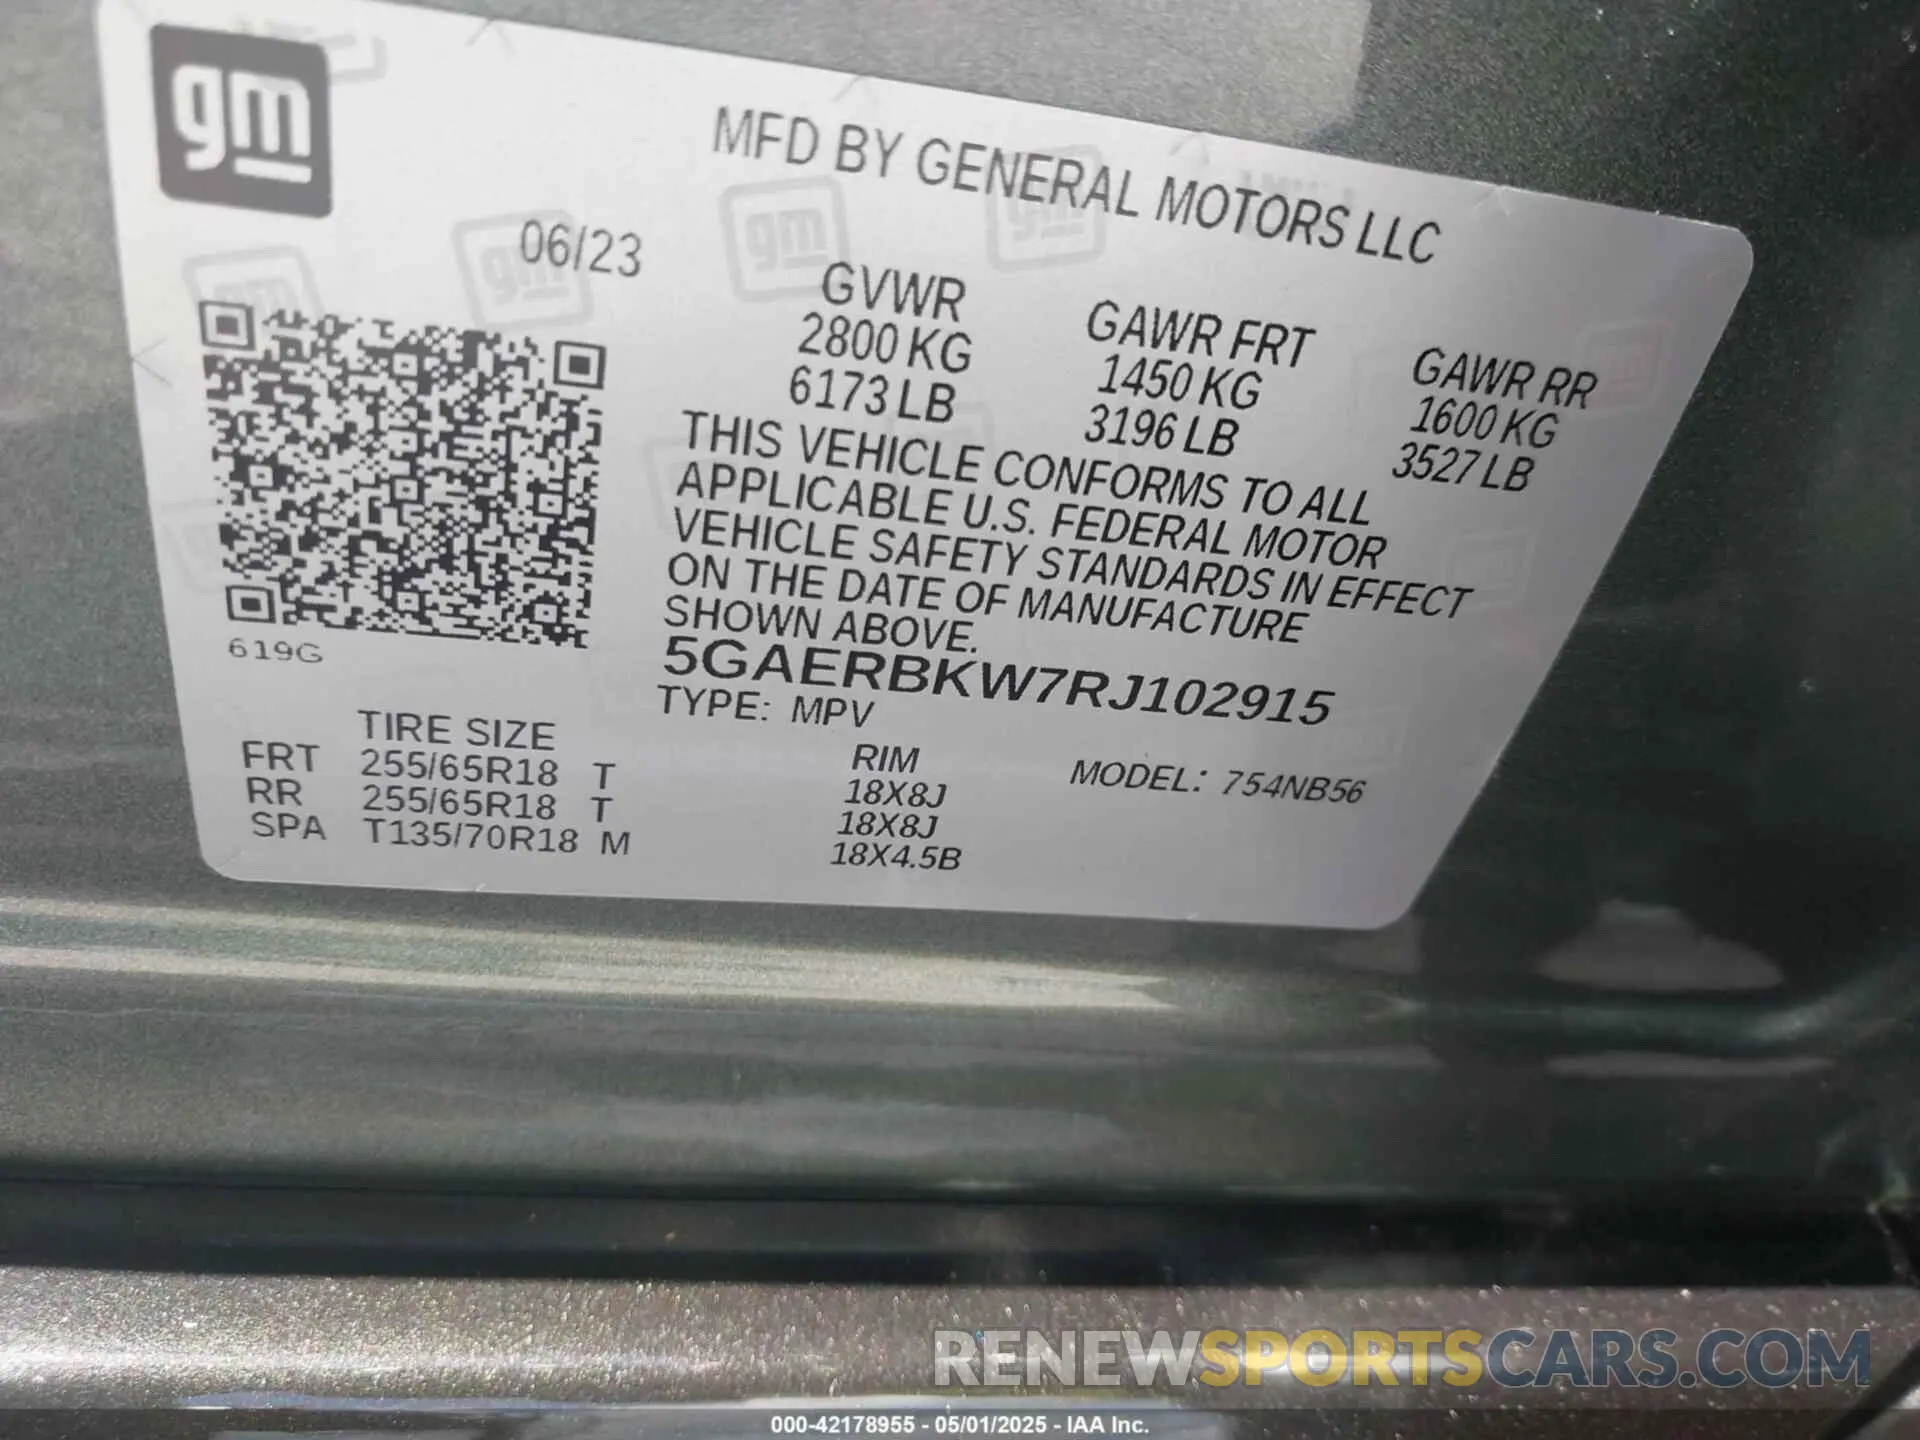 gm
MFD BY GENERAL MOTORS LLC
06/23
GVWR GAWR FRT GAWR RR
2800 KG 1450 KG 1600 KG
6173 LB 3196 LB 3527 LB
THIS VEHICLE CONFORMS TO ALL
APPLICABLE U.S. FEDERAL MOTOR
VEHICLE SAFETY STANDARDS IN EFFECT
ON THE DATE OF MANUFACTURE
SHOWN ABOVE.
619G
5GAERBKW7RJ102915
TYPE: MPV
TIRE SIZE RIM MODEL: 754NB56
FRT 255/65R18 T 18X8J
RR 255/65R18 T 18X8J
SPA T135/70R18 M 18X4.5B
RENEWSPORTSCARS.COM
000-42178955 - 05/01/2025 - IAA Inc.